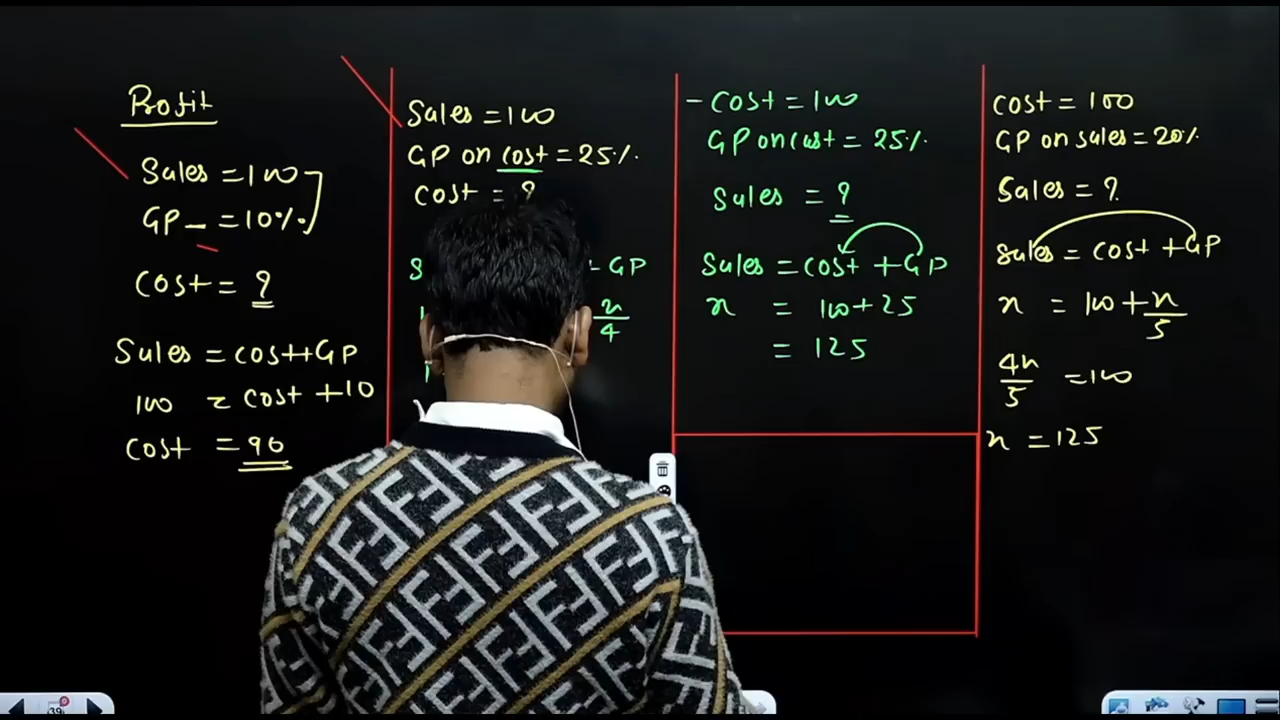 Profit
Sales = 100
GP = 10%.
Cost = ?
Sales = Cost + GP
100 = Cost + 10
Cost = 90
Sales = 100
GP on cost = 25%.
Cost = ?
- GP
x/4
- Cost = 100
GP on cost = 25%.
Sales = ?
Sales = Cost + GP
x = 100 + 25
= 125
Cost = 100
GP on sales = 20%
Sales = ?
Sales = Cost + GP
x = 100 + x/5
4x/5 = 100
x = 125
39